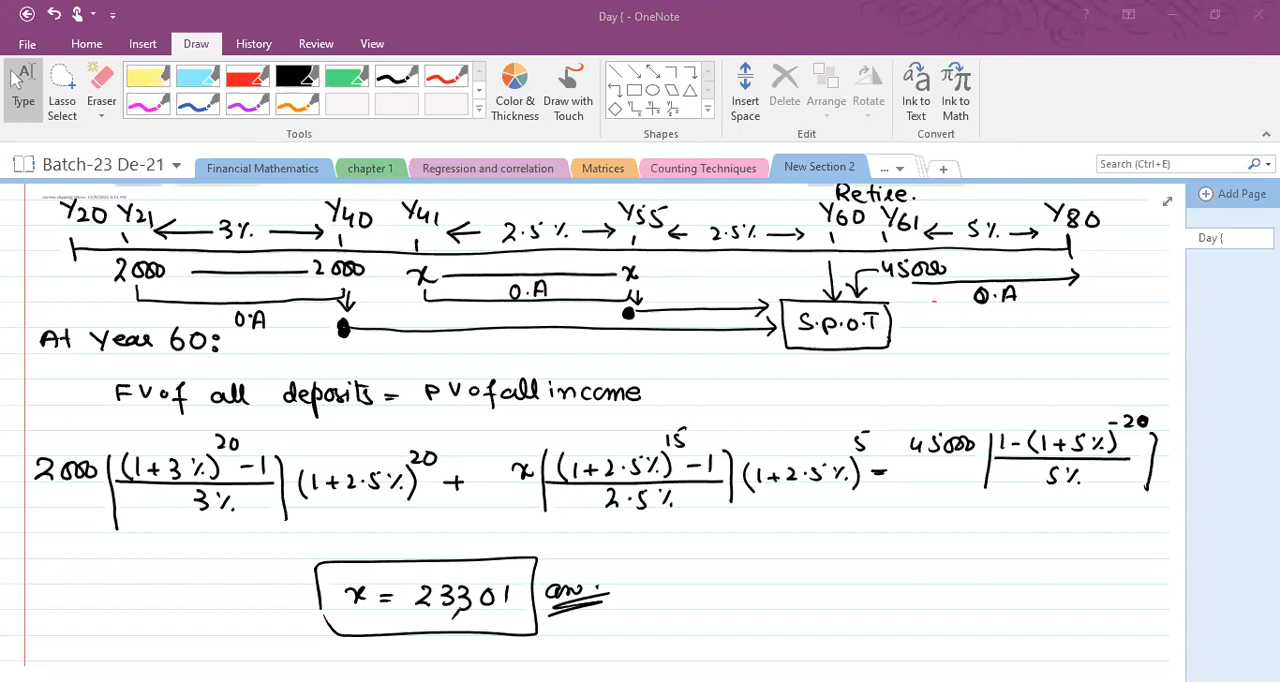 Day { - OneNote
File Home Insert Draw History Review View
Type Lasso Select Eraser Color & Thickness Draw with Touch Insert Space Delete Arrange Rotate Ink to Text Ink to Math
Tools Shapes Edit Convert
Batch-23 De-21 Financial Mathematics chapter 1 Regression and correlation Matrices Counting Techniques New Section 2 ... Search (Ctrl+E)
Add Page
Day {
Retire.
Y20 Y21 3% Y40 Y41 2.5% Y55 2.5% Y60 Y61 5% Y80
2000 2000 x x 45000
O.A O.A O.A
S.P.O.T
At Year 60:
FV of all deposits = PV of all income
2000 [((1+3%)^20 -1)/3%] (1+2.5%)^20 + x [((1+2.5%)^15 -1)/2.5%] (1+2.5%)^5 = 45000 [(1-(1+5%)^-20)/5%]
x = 23,301 ans.